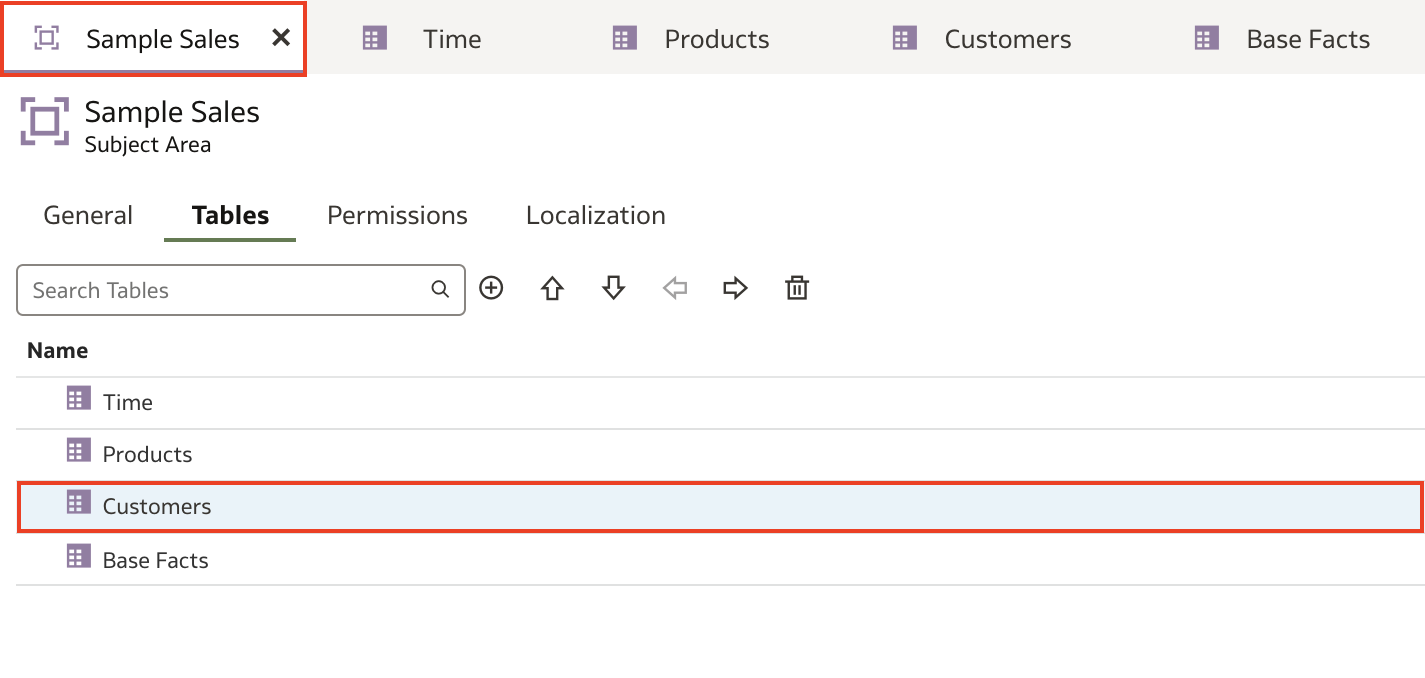 Sample Sales Time Products Customers Base Facts
Sample Sales
Subject Area
General Tables Permissions Localization
Search Tables
Name
Time
Products
Customers
Base Facts